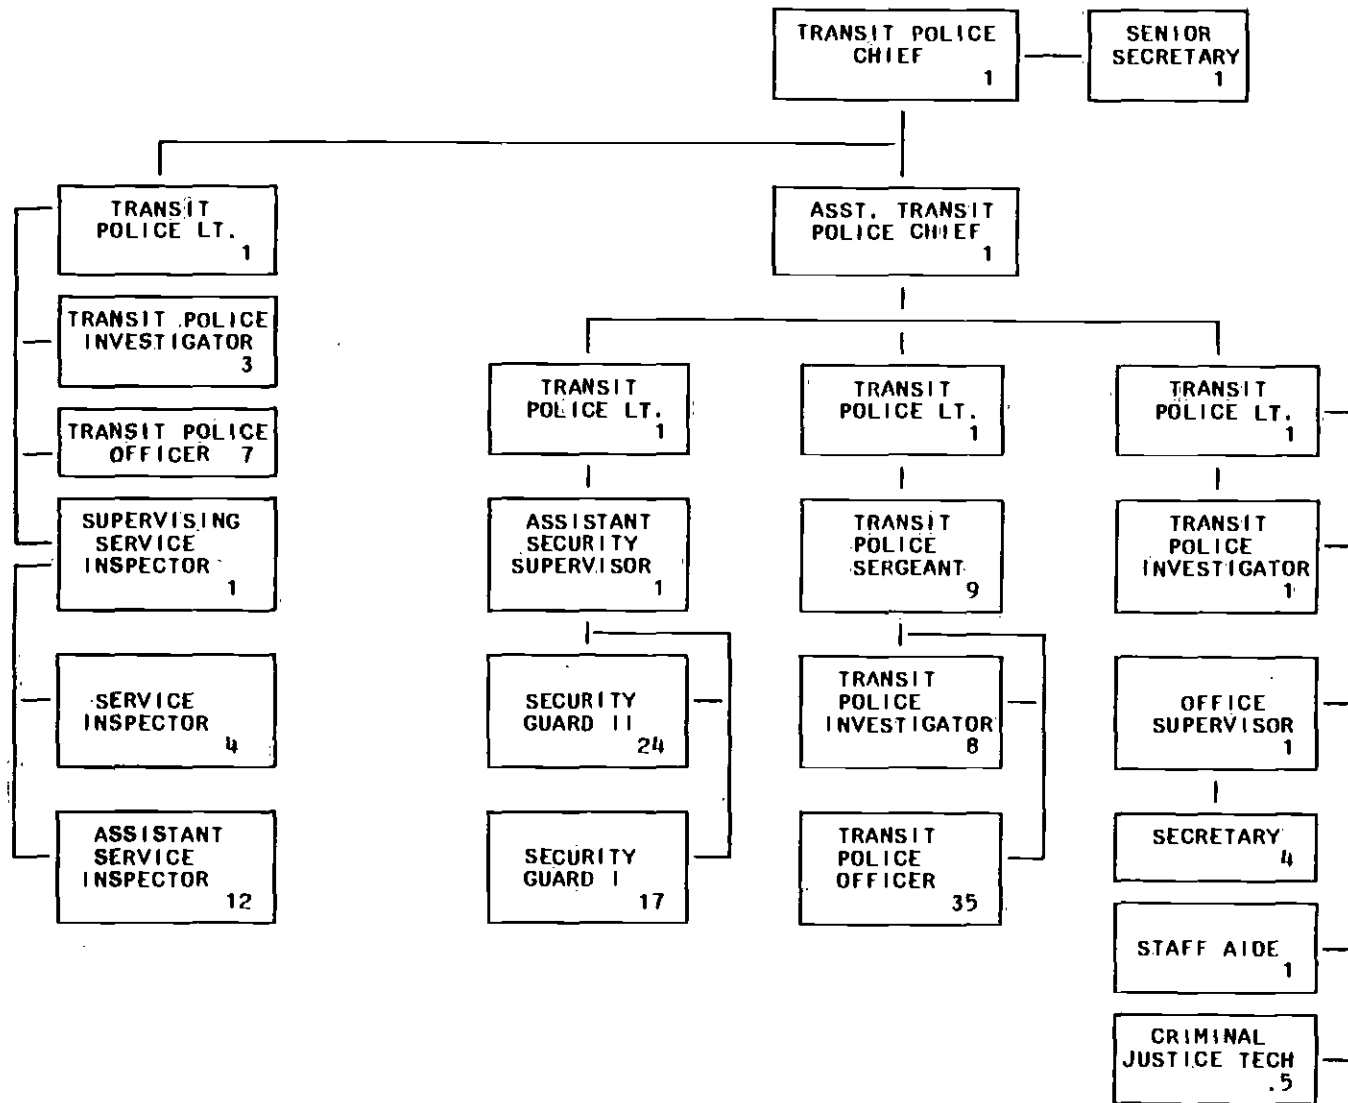 TRANSIT POLICE
CHIEF
1
SENIOR
SECRETARY
1
TRANSIT
POLICE LT.
1
ASST. TRANSIT
POLICE CHIEF
1
TRANSIT POLICE
INVESTIGATOR
3
TRANSIT POLICE
OFFICER 7
SUPERVISING
SERVICE
INSPECTOR
1
SERVICE
INSPECTOR
4
ASSISTANT
SERVICE
INSPECTOR
12
TRANSIT
POLICE LT.
1
ASSISTANT
SECURITY
SUPERVISOR
1
SECURITY
GUARD II
24
SECURITY
GUARD I
17
TRANSIT
POLICE LT.
1
TRANSIT
POLICE
SERGEANT
9
TRANSIT
POLICE
INVESTIGATOR
8
TRANSIT
POLICE
OFFICER
35
TRANSIT
POLICE LT.
1
TRANSIT
POLICE
INVESTIGATOR
1
OFFICE
SUPERVISOR
1
SECRETARY
4
STAFF AIDE
1
CRIMINAL
JUSTICE TECH
.5